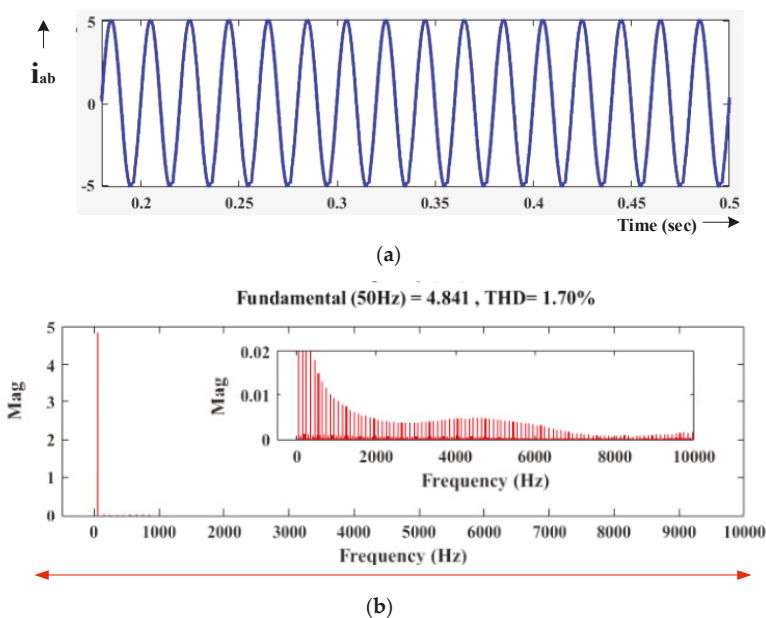 5
i ab
0
-5
0.2 0.25 0.3 0.35 0.4 0.45 0.5
Time (sec)
(a)
Fundamental (50Hz) = 4.841 , THD= 1.70%
5
4
3
2
1
0
Mag
0.02
0.01
0
Mag
0 2000 4000 6000 8000 10000
Frequency (Hz)
0 1000 2000 3000 4000 5000 6000 7000 8000 9000 10000
Frequency (Hz)
(b)